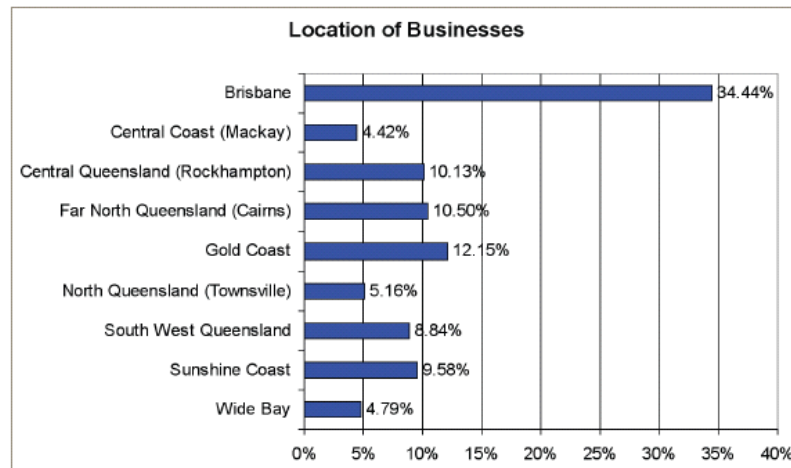 Location of Businesses
Brisbane 34.44%
Central Coast (Mackay) 4.42%
Central Queensland (Rockhampton) 10.13%
Far North Queensland (Cairns) 10.50%
Gold Coast 12.15%
North Queensland (Townsville) 5.16%
South West Queensland 8.84%
Sunshine Coast 9.58%
Wide Bay 4.79%
0% 5% 10% 15% 20% 25% 30% 35% 40%